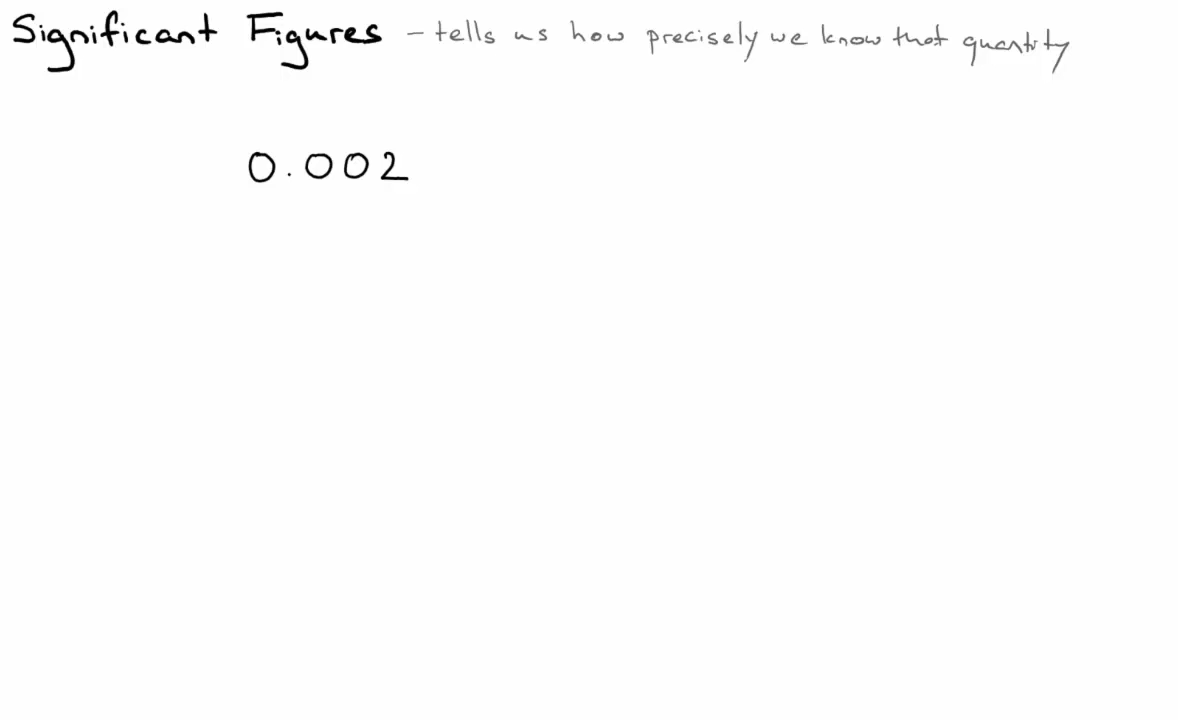 Significant Figures – tells us how precisely we know that quantity
0.002